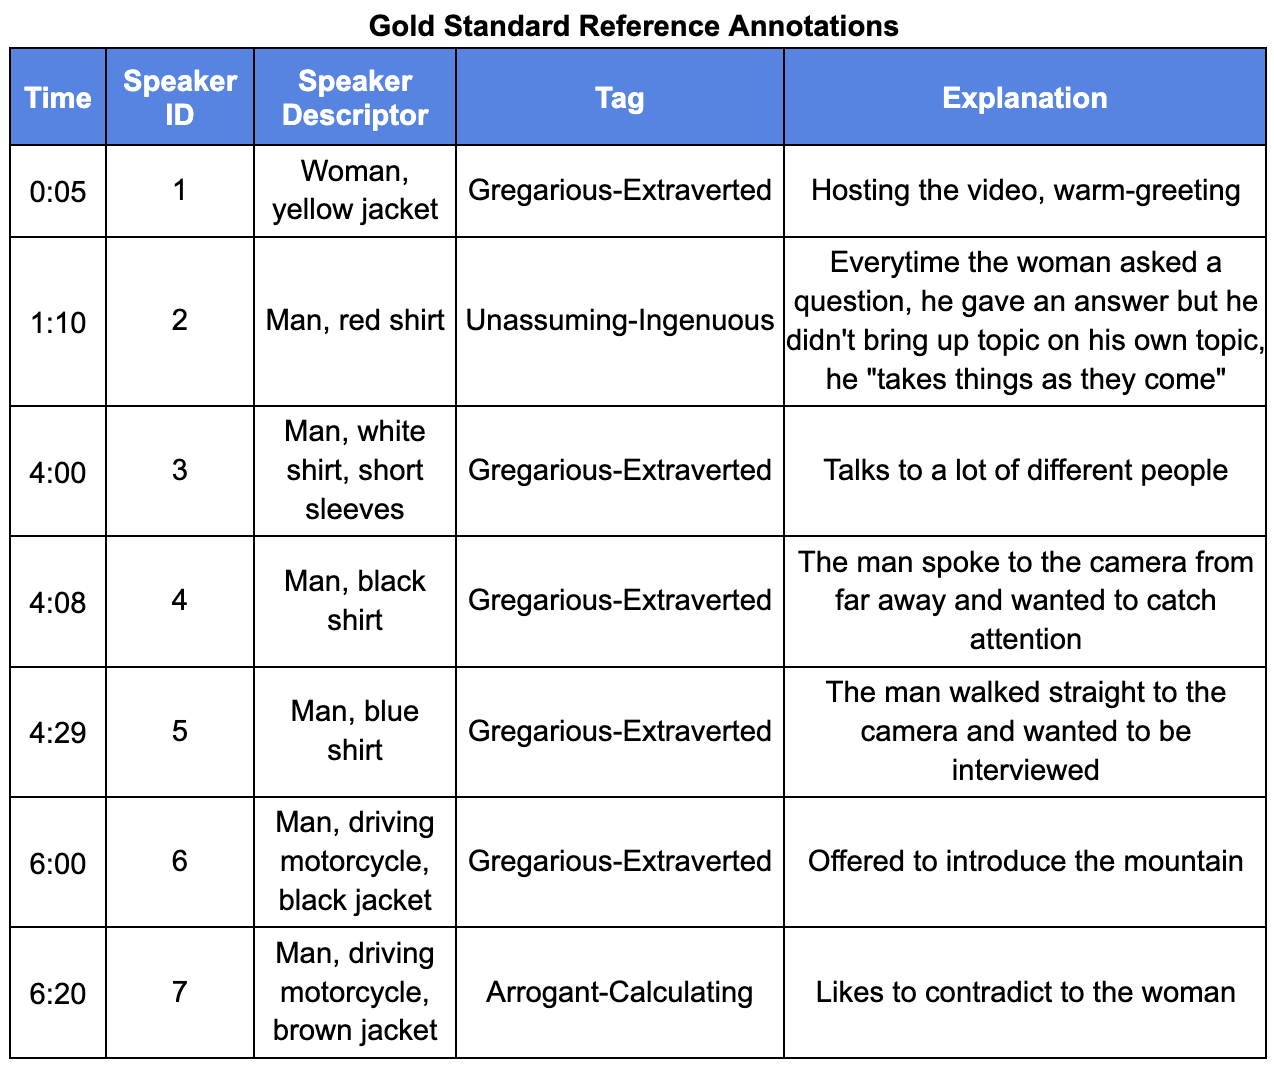 Gold Standard Reference Annotations
Time
Speaker
ID
Speaker
Descriptor
Tag
Explanation
0:05
1
Woman,
yellow jacket
Gregarious-Extraverted
Hosting the video, warm-greeting
1:10
2
Man, red shirt
Unassuming-Ingenuous
Everytime the woman asked a
question, he gave an answer but he
didn't bring up topic on his own topic,
he "takes things as they come"
4:00
3
Man, white
shirt, short
sleeves
Gregarious-Extraverted
Talks to a lot of different people
4:08
4
Man, black
shirt
Gregarious-Extraverted
The man spoke to the camera from
far away and wanted to catch
attention
4:29
5
Man, blue
shirt
Gregarious-Extraverted
The man walked straight to the
camera and wanted to be
interviewed
6:00
6
Man, driving
motorcycle,
black jacket
Gregarious-Extraverted
Offered to introduce the mountain
6:20
7
Man, driving
motorcycle,
brown jacket
Arrogant-Calculating
Likes to contradict to the woman